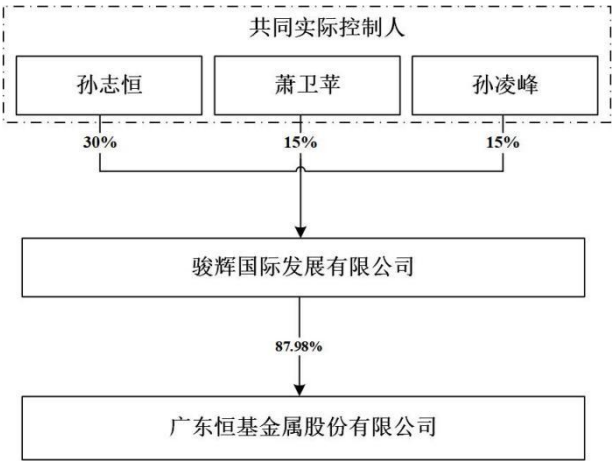 共同实际控制人
孙志恒 萧卫苹 孙凌峰
30% 15% 15%
骏辉国际发展有限公司
87.98%
广东恒基金属股份有限公司